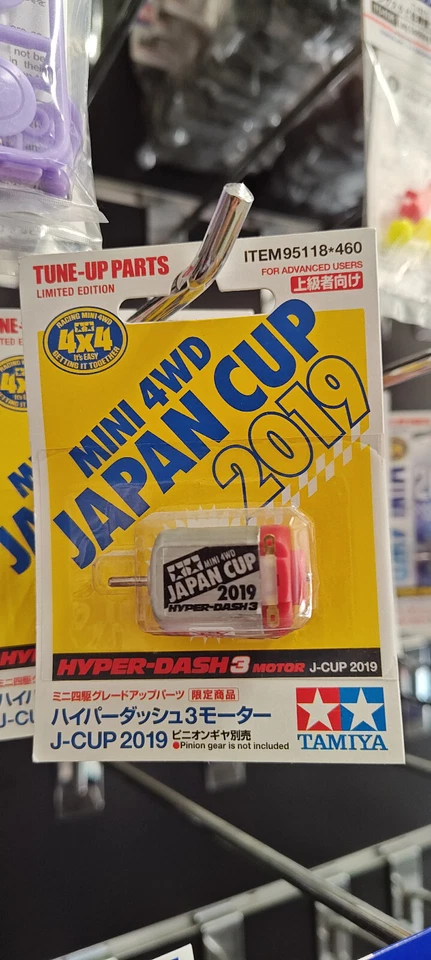 TUNE-UP PARTS
LIMITED EDITION
ITEM95118*460
FOR ADVANCED USERS
上級者向け
RACING MINI 4WD
4x4
It's EASY
GETTING IT TOGETHER
MINI 4WD
JAPAN CUP
2019
MINI 4WD
JAPAN CUP
2019
HYPER-DASH3
HYPER-DASH3 MOTOR J-CUP 2019
ミニ四駆グレードアップパーツ 限定商品
ハイパーダッシュ3モーター
J-CUP 2019 ピニオンギヤ別売
●Pinion gear is not included
TAMIYA